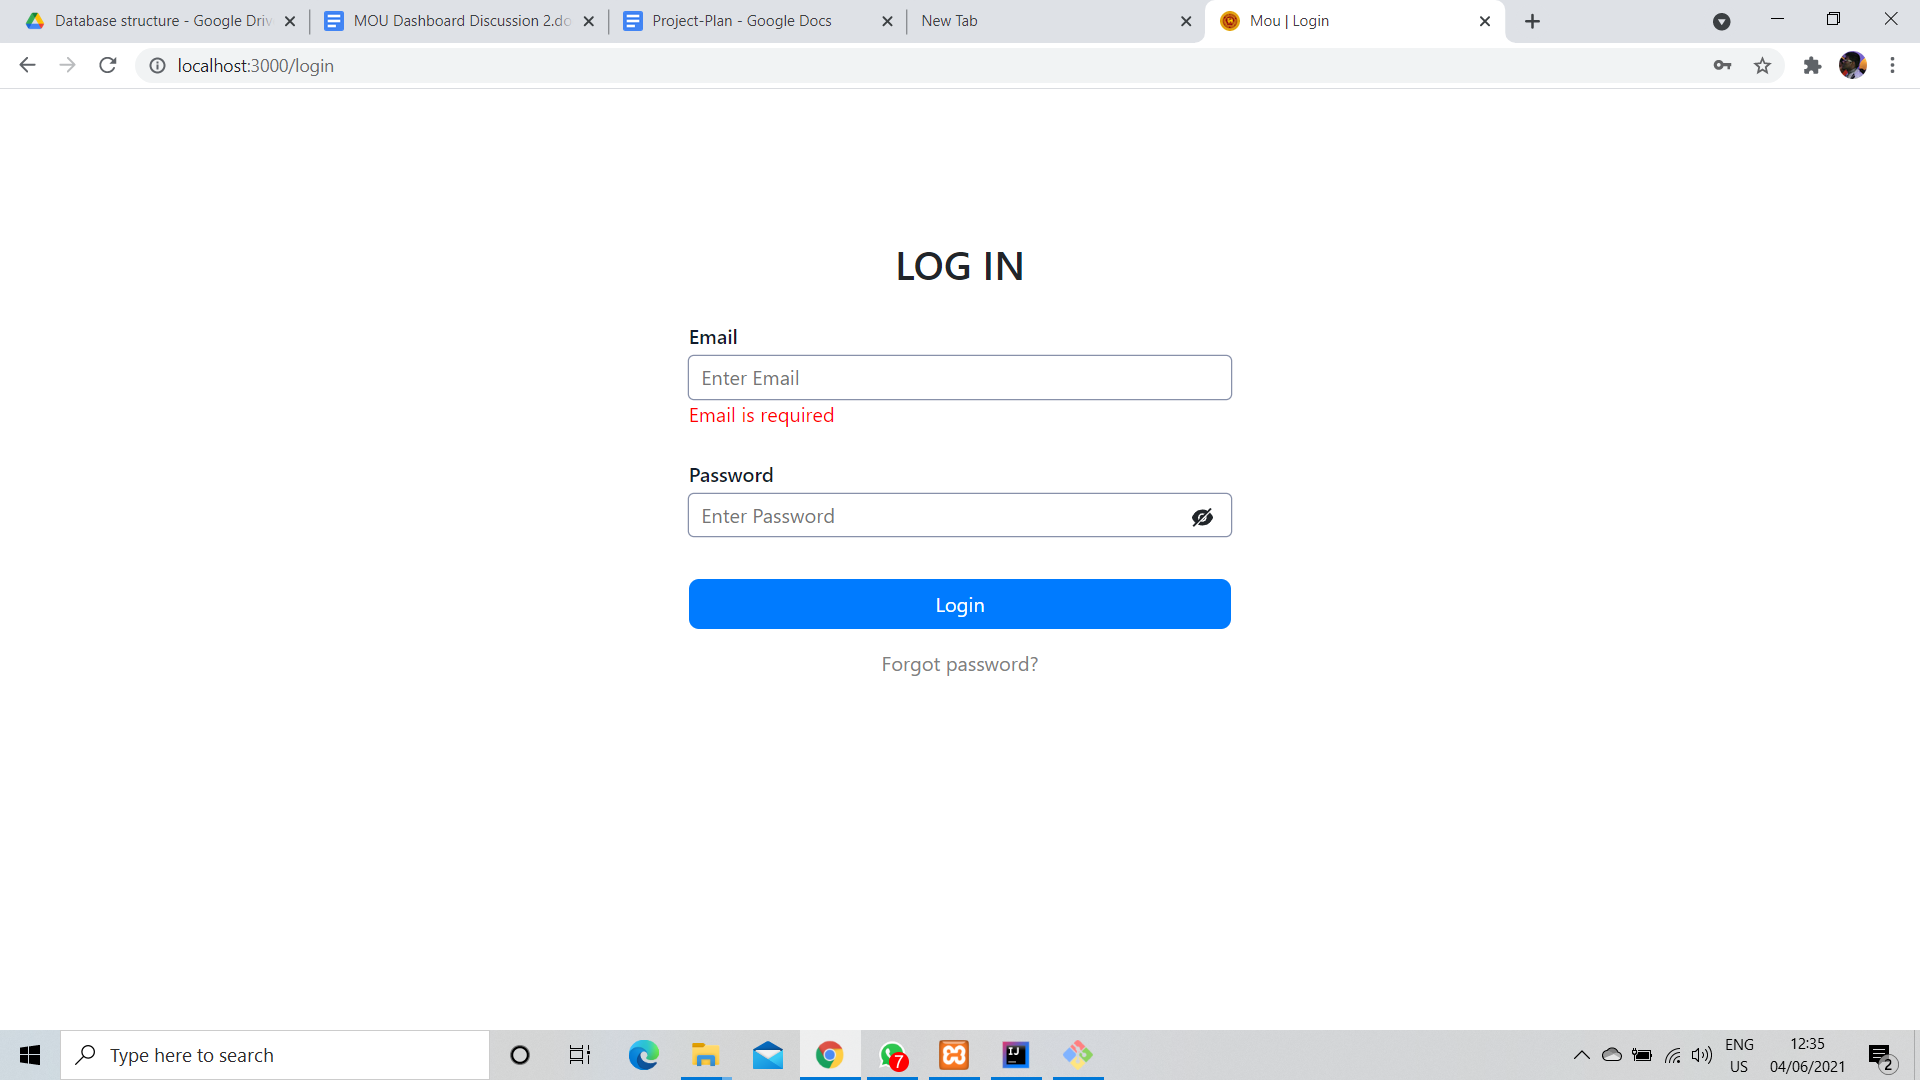 Database structure - Google Driv
MOU Dashboard Discussion 2.do
Project-Plan - Google Docs
New Tab
Mou | Login
localhost:3000/login
LOG IN
Email
Enter Email
Email is required
Password
Enter Password
Login
Forgot password?
Type here to search
7
IJ
ENG
US
12:35
04/06/2021
2